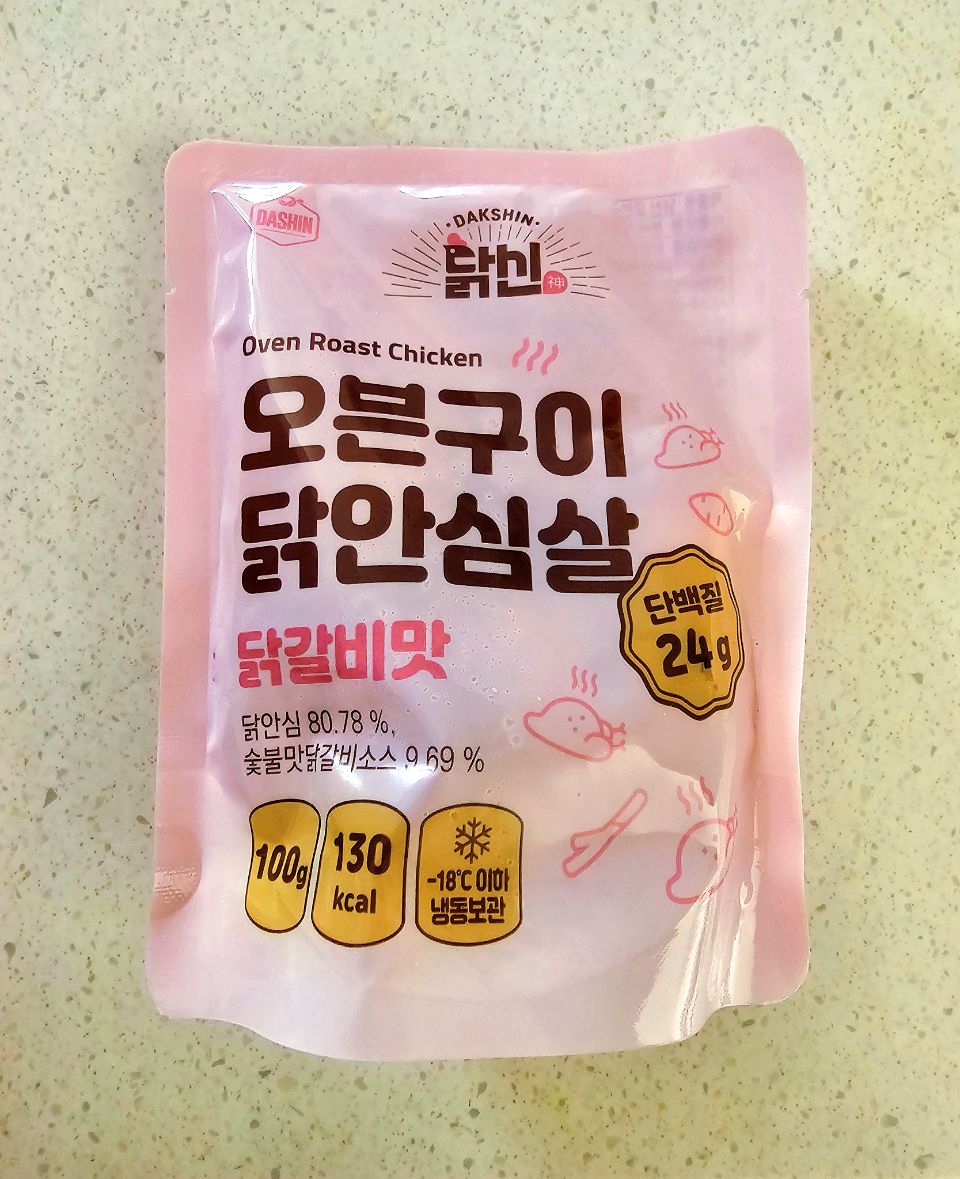 DASHIN
·DAKSHIN·
닭신
神
Oven Roast Chicken
오븐구이
닭안심살
단백질
24g
닭갈비맛
닭안심 80.78 %,
숯불맛닭갈비소스 9.69 %
100g
130
kcal
-18℃ 이하
냉동보관